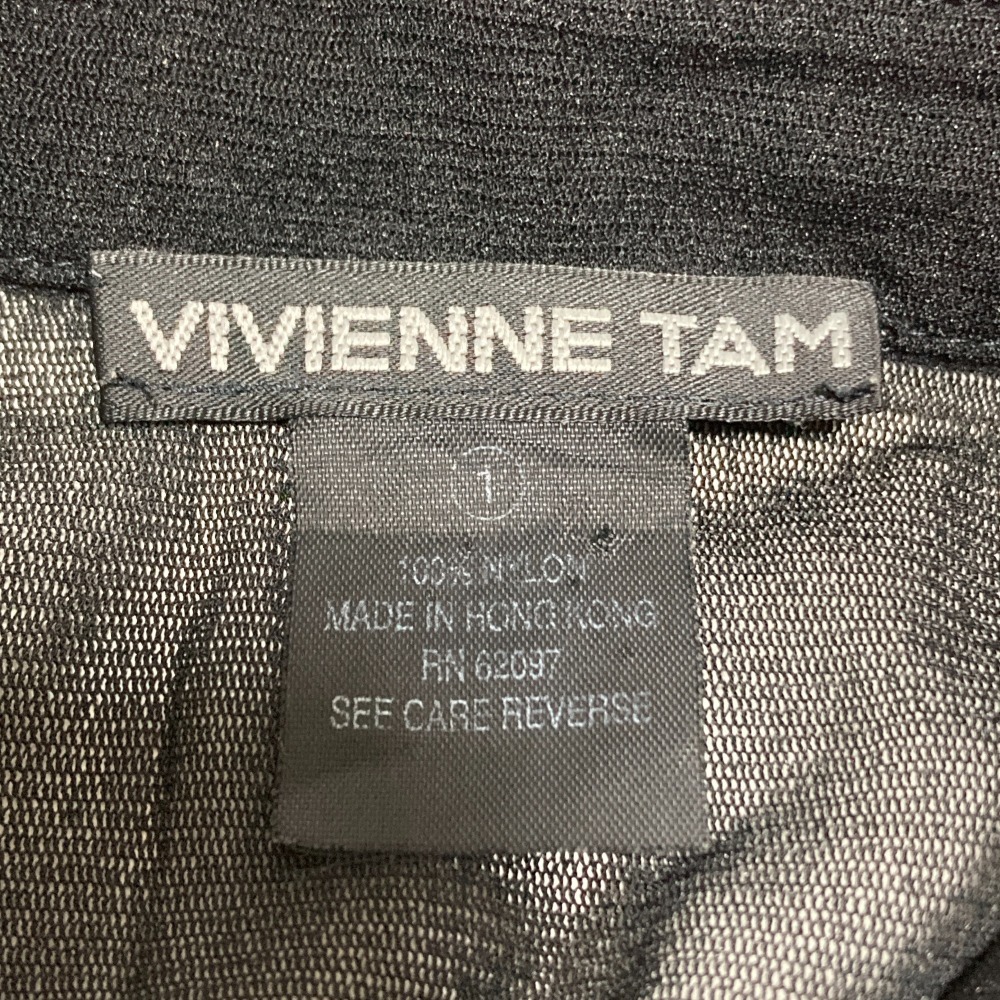 VIVIENNE TAM
1
100% NYLON
MADE IN HONG KONG
RN 62097
SEE CARE REVERSE